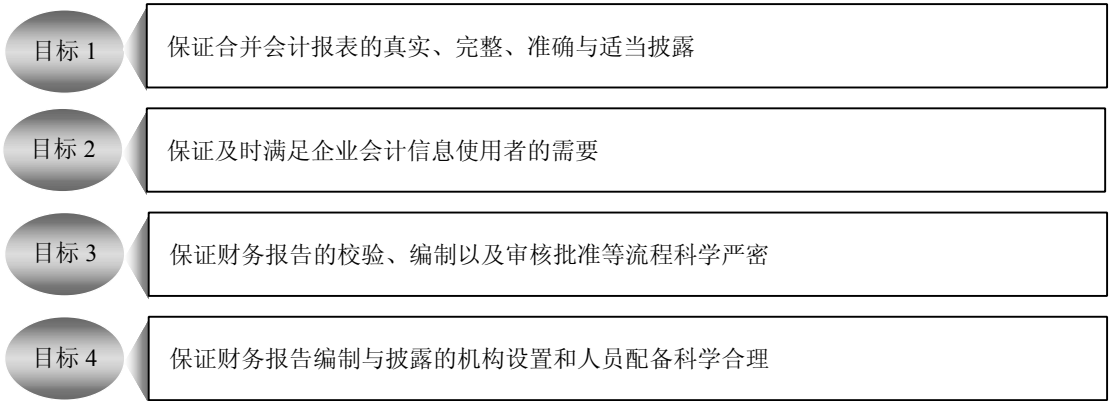 目标 1
保证合并会计报表的真实、完整、准确与适当披露
目标 2
保证及时满足企业会计信息使用者的需要
目标 3
保证财务报告的校验、编制以及审核批准等流程科学严密
目标 4
保证财务报告编制与披露的机构设置和人员配备科学合理